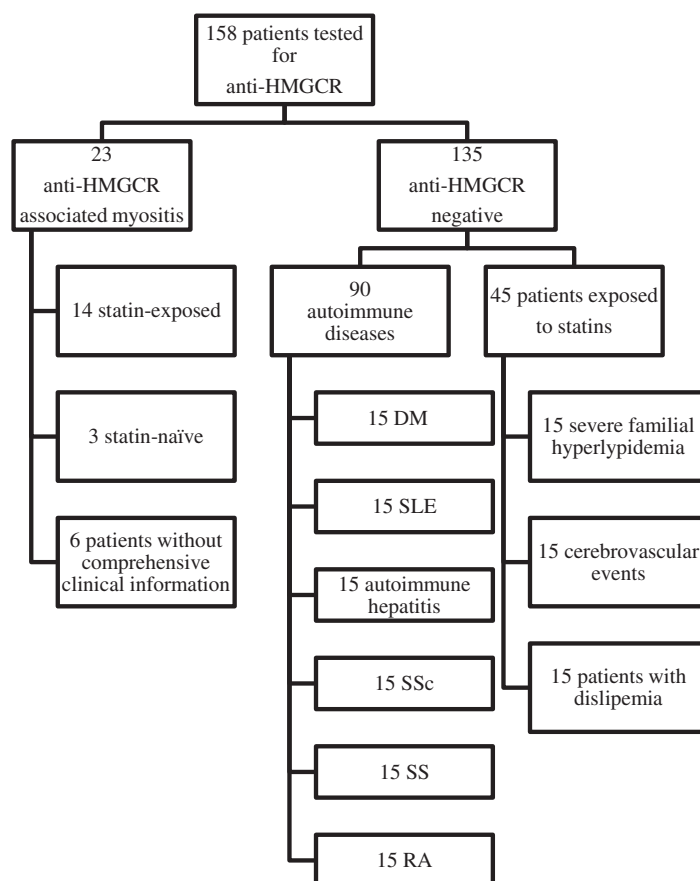 158 patients tested
for
anti-HMGCR
23
anti-HMGCR
associated myositis
135
anti-HMGCR
negative
14 statin-exposed
3 statin-naïve
6 patients without
comprehensive
clinical information
90
autoimmune
diseases
45 patients exposed
to statins
15 DM
15 SLE
15 autoimmune
hepatitis
15 SSc
15 SS
15 RA
15 severe familial
hyperlypidemia
15 cerebrovascular
events
15 patients with
dislipemia